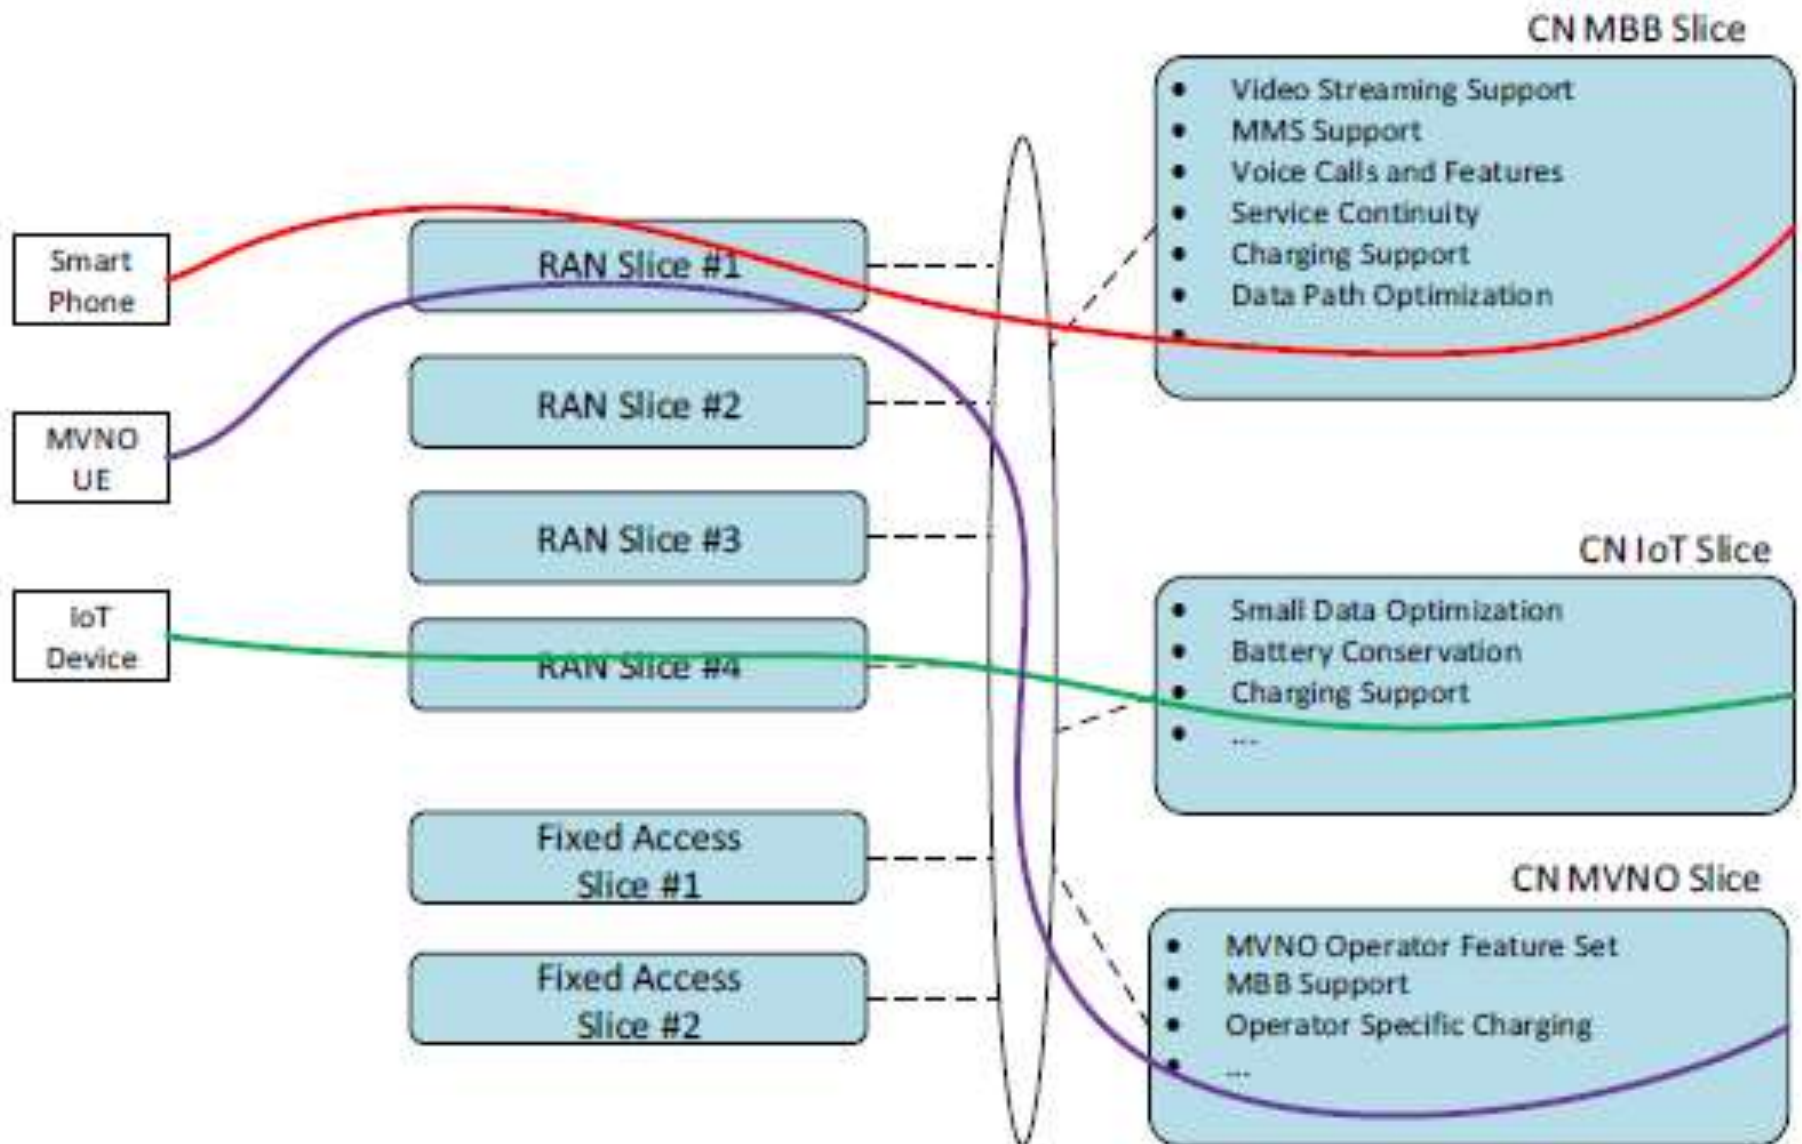 Smart
Phone
MVNO
UE
IoT
Device
RAN Slice #1
RAN Slice #2
RAN Slice #3
RAN Slice #4
Fixed Access
Slice #1
Fixed Access
Slice #2
CN MBB Slice
• Video Streaming Support
• MMS Support
• Voice Calls and Features
• Service Continuity
• Charging Support
• Data Path Optimization
•
CN IoT Slice
• Small Data Optimization
• Battery Conservation
• Charging Support
• ...
CN MVNO Slice
• MVNO Operator Feature Set
• MBB Support
• Operator Specific Charging
• ...